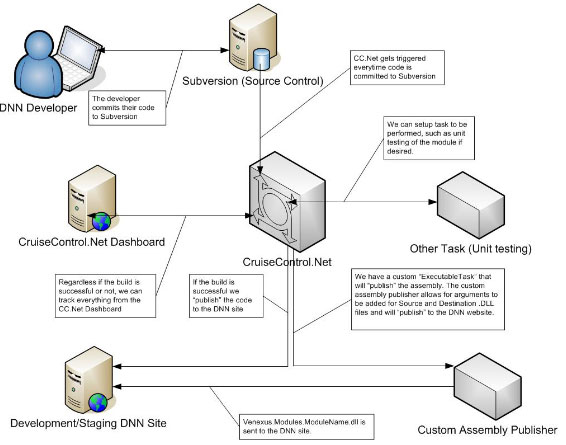 Subversion (Source Control)
DNN Developer
The developer
commits their code
to Subversion
CC.Net gets triggered
everytime code is
committed to Subversion
We can setup task to be
performed, such as unit
testing of the module if
desired.
CruiseControl.Net Dashboard
CruiseControl.Net
Other Task (Unit testing)
Regardless if the build is
successful or not, we can
track everything from the
CC.Net Dashboard
If the build is
successful we
"publish" the code
to the DNN site
We have a custom "ExecutableTask" that
will "publish" the assembly. The custom
assembly publisher allows for arguments to
be added for Source and Destination .DLL
files and will 'publish" to the DNN website.
Development/Staging DNN Site
Venexus.Modules.ModuleName.dll is
sent to the DNN site.
Custom Assembly Publisher